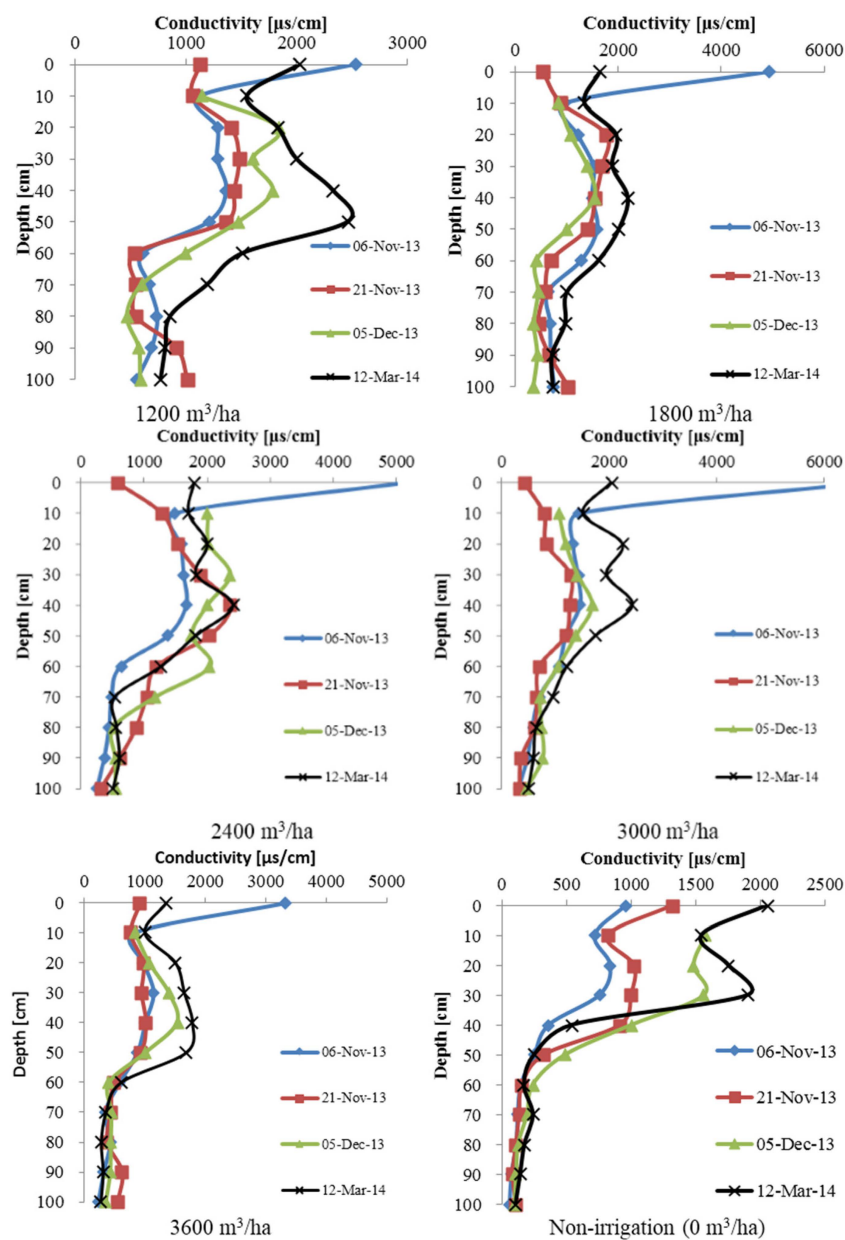 Conductivity [µs/cm]
0 1000 2000 3000
Depth [cm]
0
10
20
30
40
50
60
70
80
90
100
06-Nov-13
21-Nov-13
05-Dec-13
12-Mar-14
1200 m³/ha
Conductivity [µs/cm]
0 2000 4000 6000
Depth [cm]
0
10
20
30
40
50
60
70
80
90
100
06-Nov-13
21-Nov-13
05-Dec-13
12-Mar-14
1800 m³/ha
Conductivity [µs/cm]
0 1000 2000 3000 4000 5000
Depth [cm]
0
10
20
30
40
50
60
70
80
90
100
06-Nov-13
21-Nov-13
05-Dec-13
12-Mar-14
2400 m³/ha
Conductivity [µs/cm]
0 2000 4000 6000
Depth [cm]
0
10
20
30
40
50
60
70
80
90
100
06-Nov-13
21-Nov-13
05-Dec-13
12-Mar-14
3000 m³/ha
Conductivity [µs/cm]
0 1000 2000 3000 4000 5000
Depth [cm]
0
10
20
30
40
50
60
70
80
90
100
06-Nov-13
21-Nov-13
05-Dec-13
12-Mar-14
3600 m³/ha
Conductivity [µs/cm]
0 500 1000 1500 2000 2500
Depth [cm]
0
10
20
30
40
50
60
70
80
90
100
06-Nov-13
21-Nov-13
05-Dec-13
12-Mar-14
Non-irrigation (0 m³/ha)